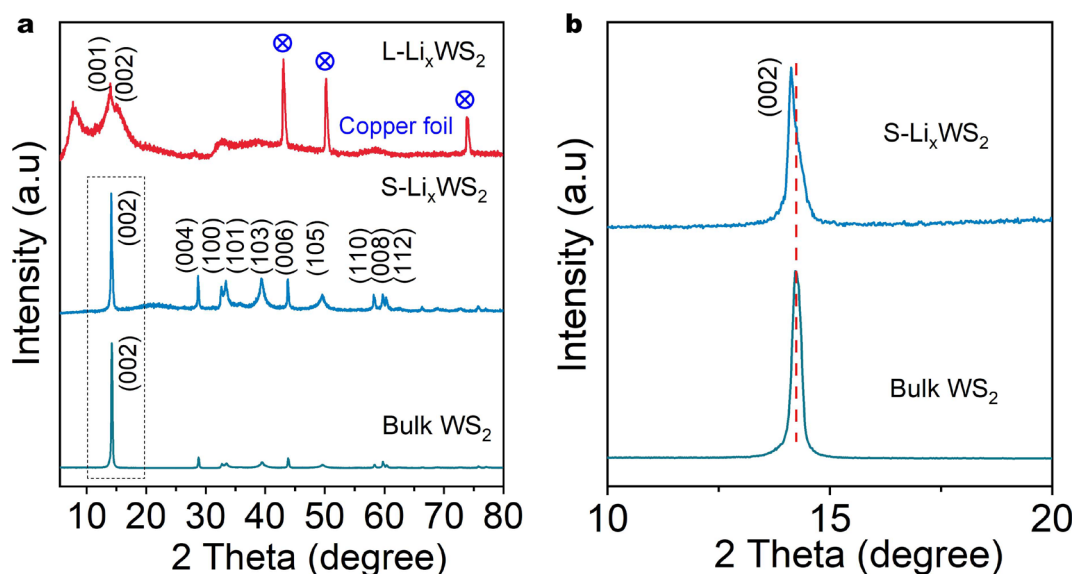 a
L-LiₓWS₂
(001)
(002)
⊗
⊗
⊗
Copper foil
S-LiₓWS₂
(002)
(004)
(100)
(101)
(103)
(006)
(105)
(110)
(008)
(112)
(002)
Bulk WS₂
Intensity (a.u)
10 20 30 40 50 60 70 80
2 Theta (degree)
b
(002)
S-LiₓWS₂
Bulk WS₂
Intensity (a.u)
10 15 20
2 Theta (degree)